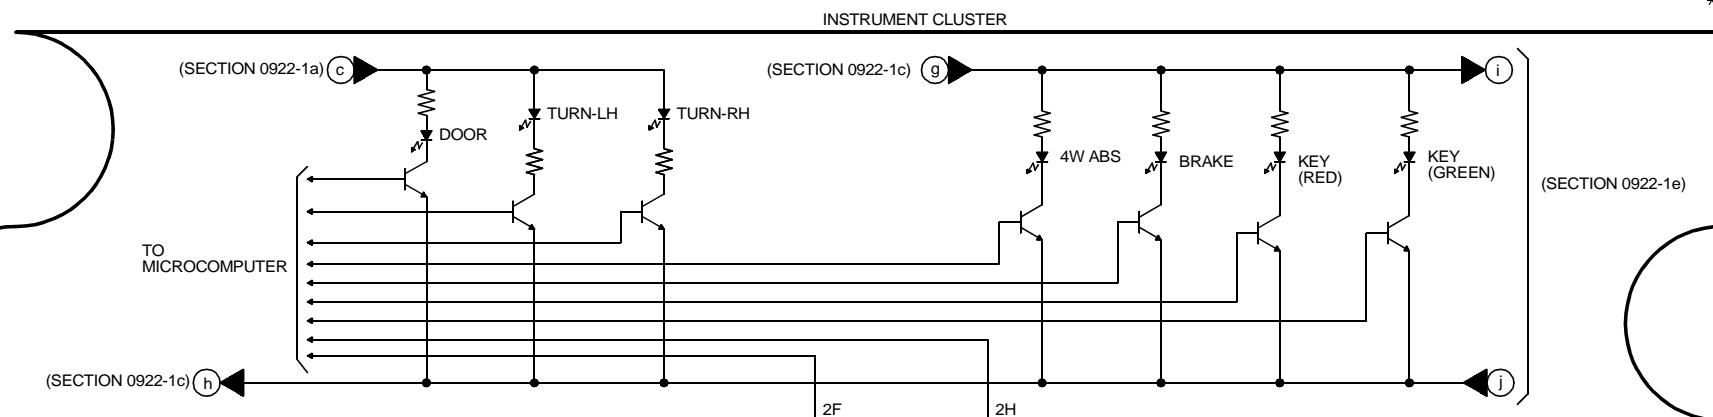 INSTRUMENT CLUSTER
(SECTION 0922-1a) c
(SECTION 0922-1c) g
i
TURN-LH
TURN-RH
DOOR
4W ABS
BRAKE
KEY
(RED)
KEY
(GREEN)
(SECTION 0922-1e)
TO
MICROCOMPUTER
(SECTION 0922-1c) h
j
2F
2H